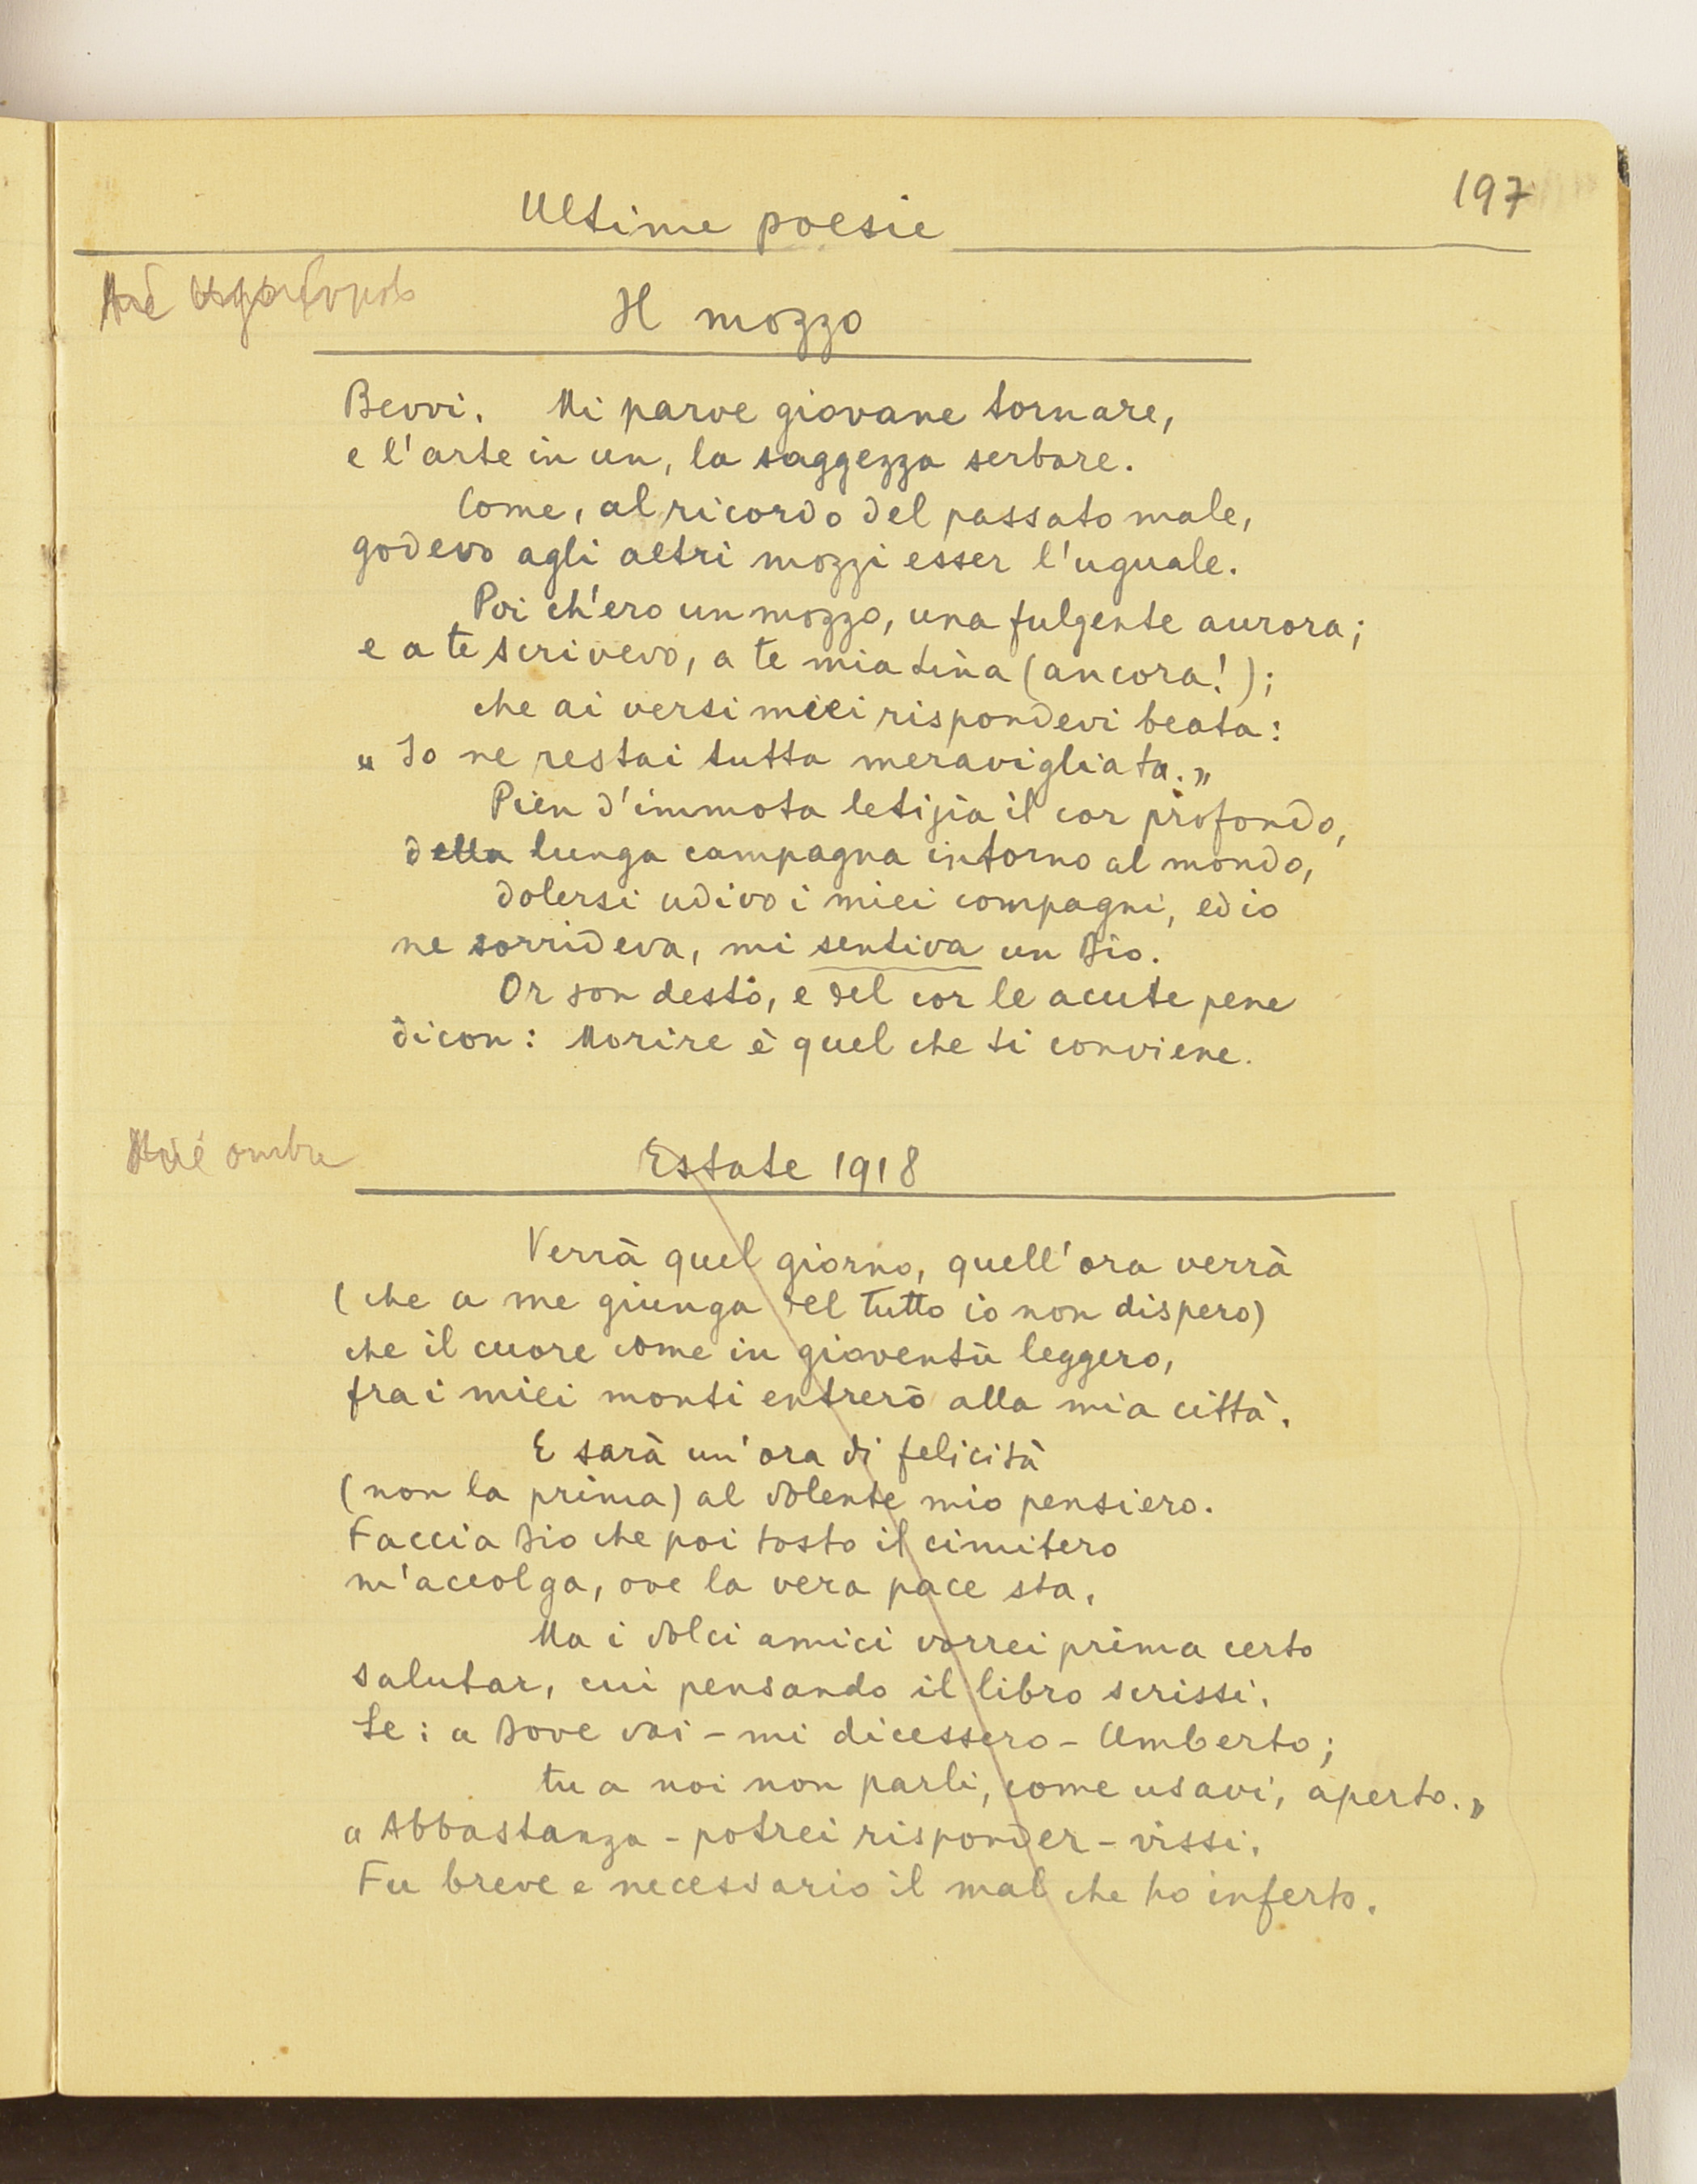 197
Ultime poesie
Il mozzo
Bevvi. Mi parve giovane tornare,
e l'arte in un, la saggezza serbare.
Come, al ricordo del passato male,
godevo agli altri mozzi esser l'uguale.
Poi ch'ero un mozzo, una fulgente aurora;
e a te scrivevo, a te mia Lina (ancora!);
che ai versi miei rispondevi beata:
„ Io ne restai tutta meravigliata.„
Pien d'immota letizia il cor profondo,
della lunga campagna intorno al mondo,
dolersi udivo i miei compagni, ed io
ne sorrideva, mi sentiva un Dio.
Or son desto, e del cor le acute pene
dicon: Morire è quel che ti conviene.
ombre
Estate 1918
Verrà quel giorno, quell'ora verrà
(che a me giunga del tutto io non dispero)
che il cuore come in gioventù leggero,
fra i miei monti entrerò alla mia città.
E sarà un'ora di felicità
(non la prima) al dolente mio pensiero.
Faccia Dio che poi tosto il cimitero
m'accolga, ove la vera pace sta.
Ma i dolci amici vorrei prima certo
salutar, cui pensando il libro scrissi.
Se: „ Dove vai - mi dicessero - Umberto;
tu a noi non parli, come usavi, aperto.„
„ Abbastanza - potrei risponder - vissi.
Fu breve e necessario il mal che ho inferto.